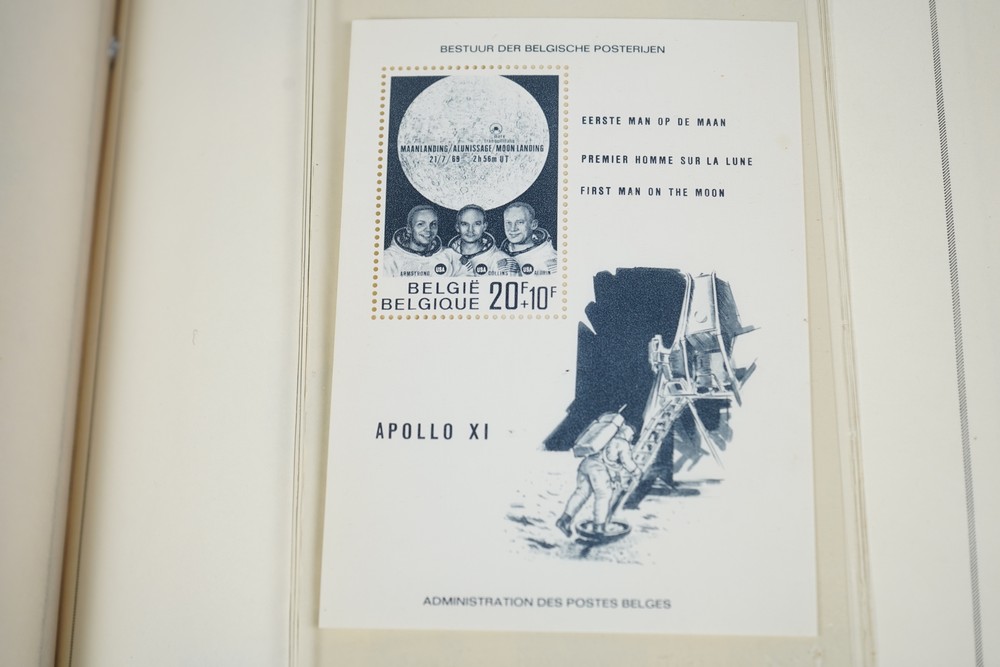 BESTUUR DER BELGISCHE POSTERIJEN
MAANLANDING/ALUNISSAGE/MOONLANDING
21/7/69 2h56m UT
ARMSTRONG USA COLLINS USA ALDRIN
BELGIË
BELGIQUE 20F+10F
EERSTE MAN OP DE MAAN
PREMIER HOMME SUR LA LUNE
FIRST MAN ON THE MOON
APOLLO XI
ADMINISTRATION DES POSTES BELGES